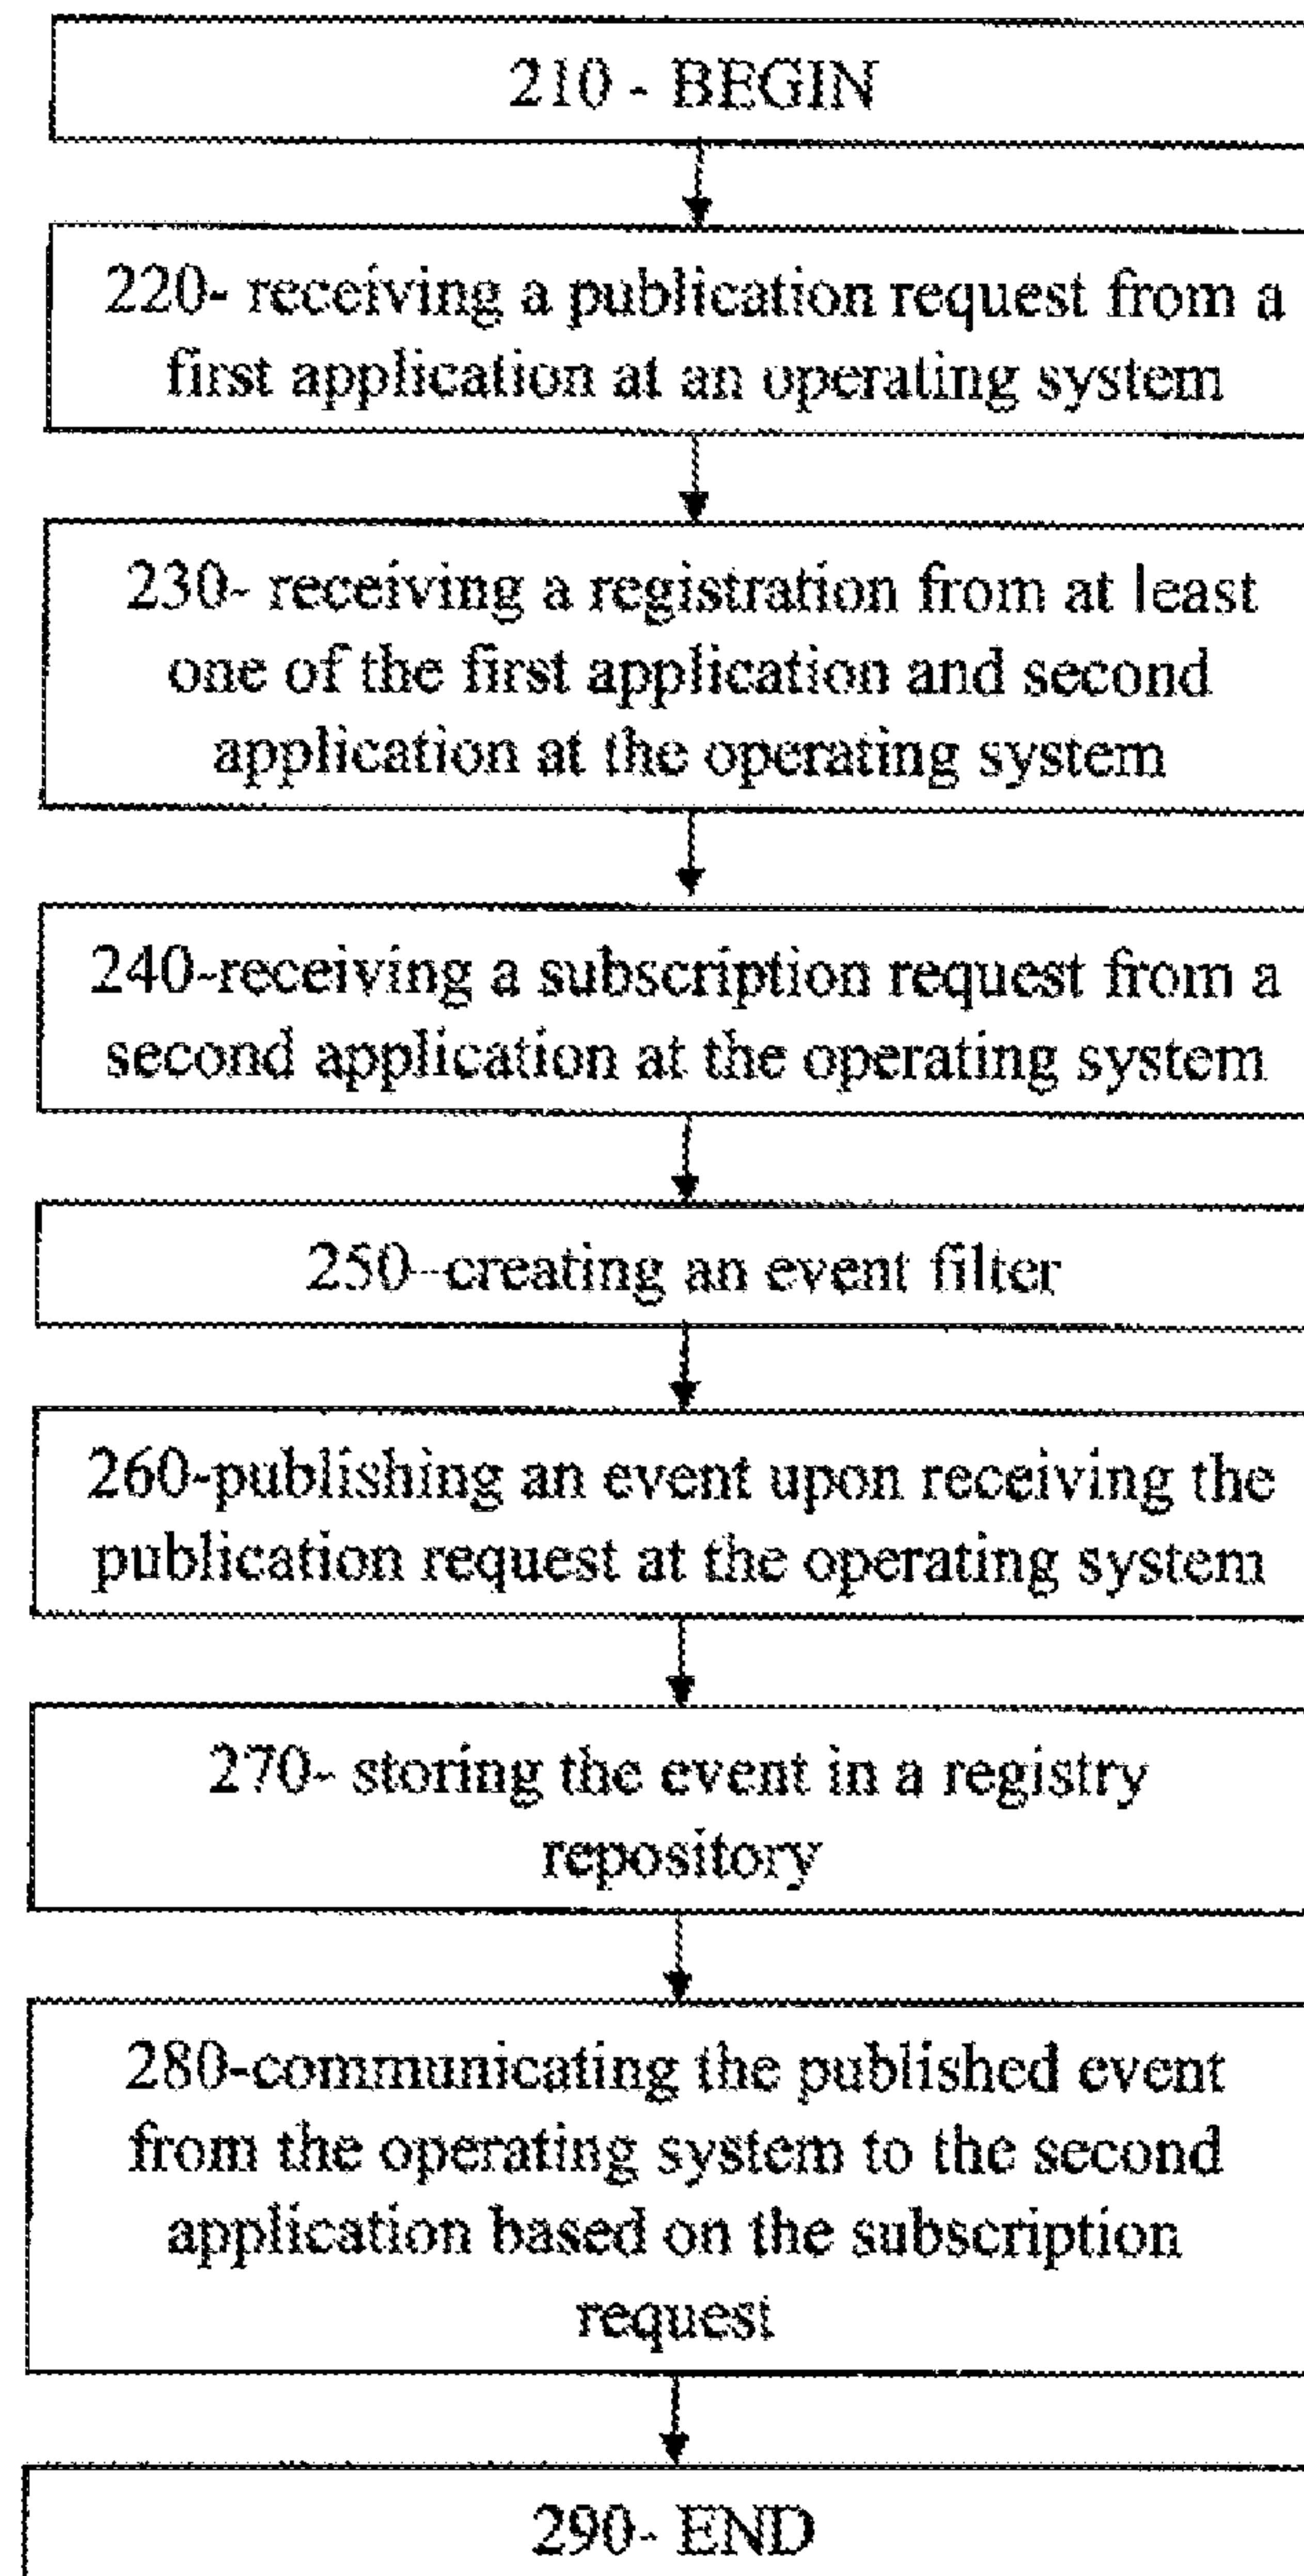 210 - BEGIN
220- receiving a publication request from a
first application at an operating system
230- receiving a registration from at least
one of the first application and second
application at the operating system
240-receiving a subscription request from a
second application at the operating system
250--creating an event filter
260-publishing an event upon receiving the
publication request at the operating system
270- storing the event in a registry
repository
280-communicating the published event
from the operating system to the second
application based on the subscription
request
290- END